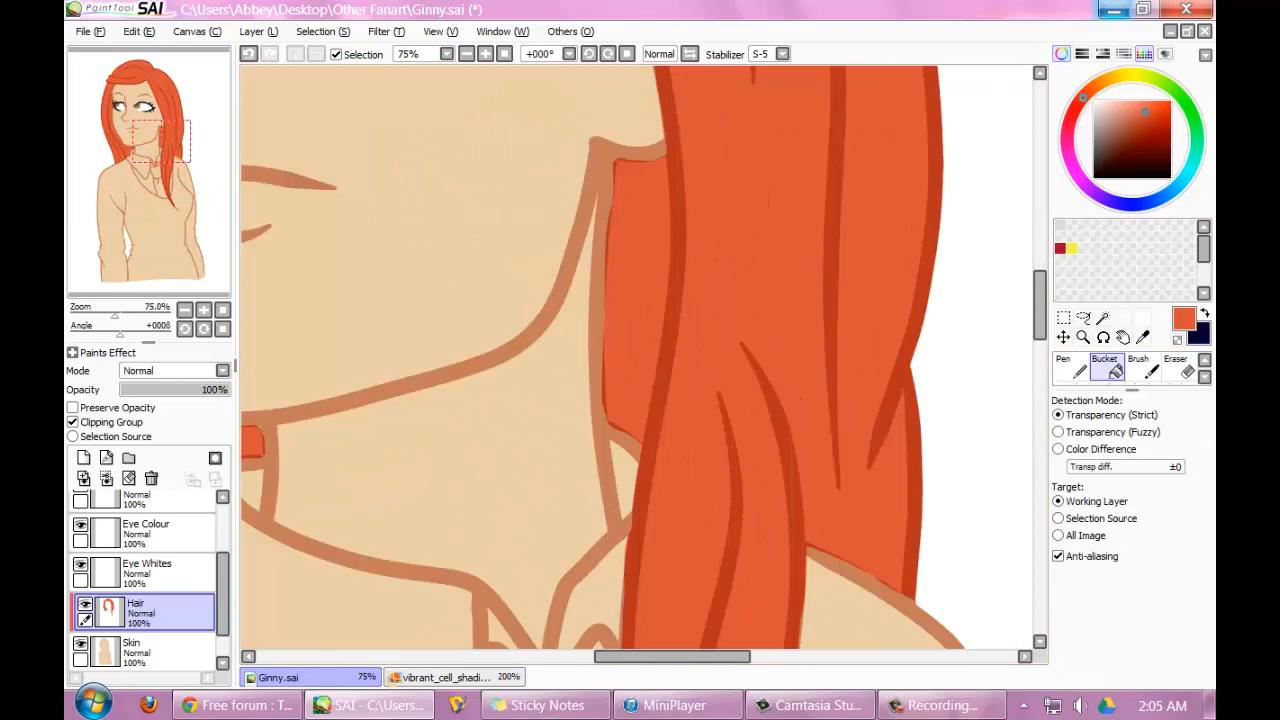 PaintTool SAI C:\Users\Abbey\Desktop\Other Fanart\Ginny.sai (*)
File (F) Edit (E) Canvas (C) Layer (L) Selection (S) Filter (T) View (V) Window (W) Others (O)
Selection 75% +000° Normal Stabilizer S-5
Zoom 75.0%
Angle +000ß
Paints Effect
Mode Normal
Opacity 100%
Preserve Opacity
Clipping Group
Selection Source
Normal
100%
Eye Colour
Normal
100%
Eye Whites
Normal
100%
Hair
Normal
100%
Skin
Normal
100%
Pen Bucket Brush Eraser
Detection Mode:
Transparency (Strict)
Transparency (Fuzzy)
Color Difference
Transp diff. ±0
Target:
Working Layer
Selection Source
All Image
Anti-aliasing
Ginny.sai 75% vibrant_cell_shadi... 200%
Free forum : T... SAI - C:\Users... Sticky Notes MiniPlayer Camtasia Stu... Recording... 2:05 AM